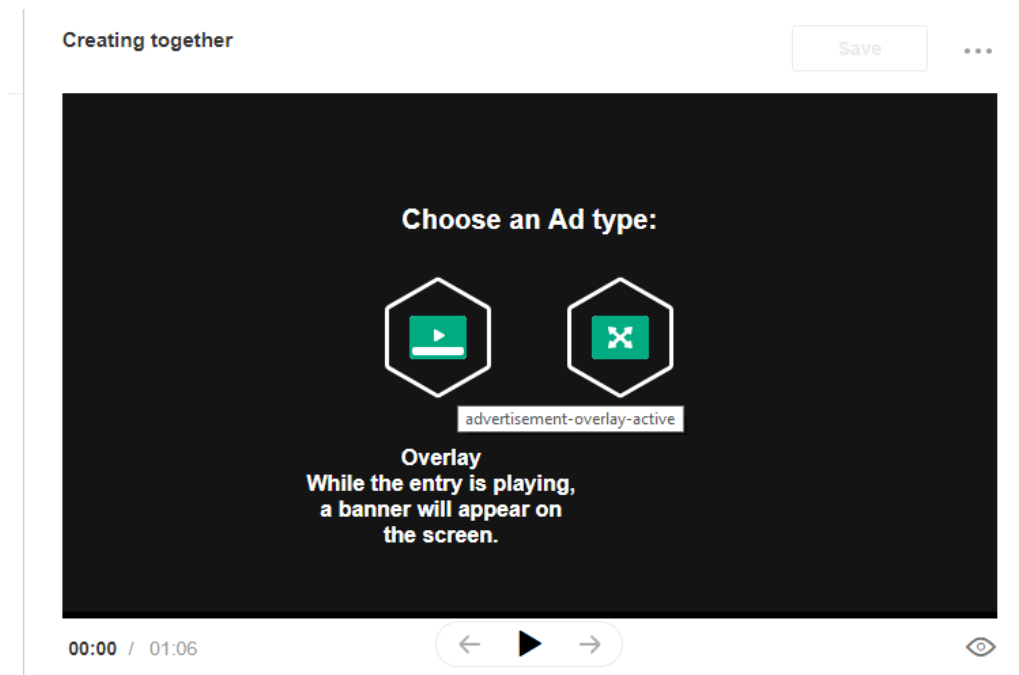 Creating together
Save
Choose an Ad type:
advertisement-overlay-active
Overlay
While the entry is playing,
a banner will appear on
the screen.
00:00 / 01:06